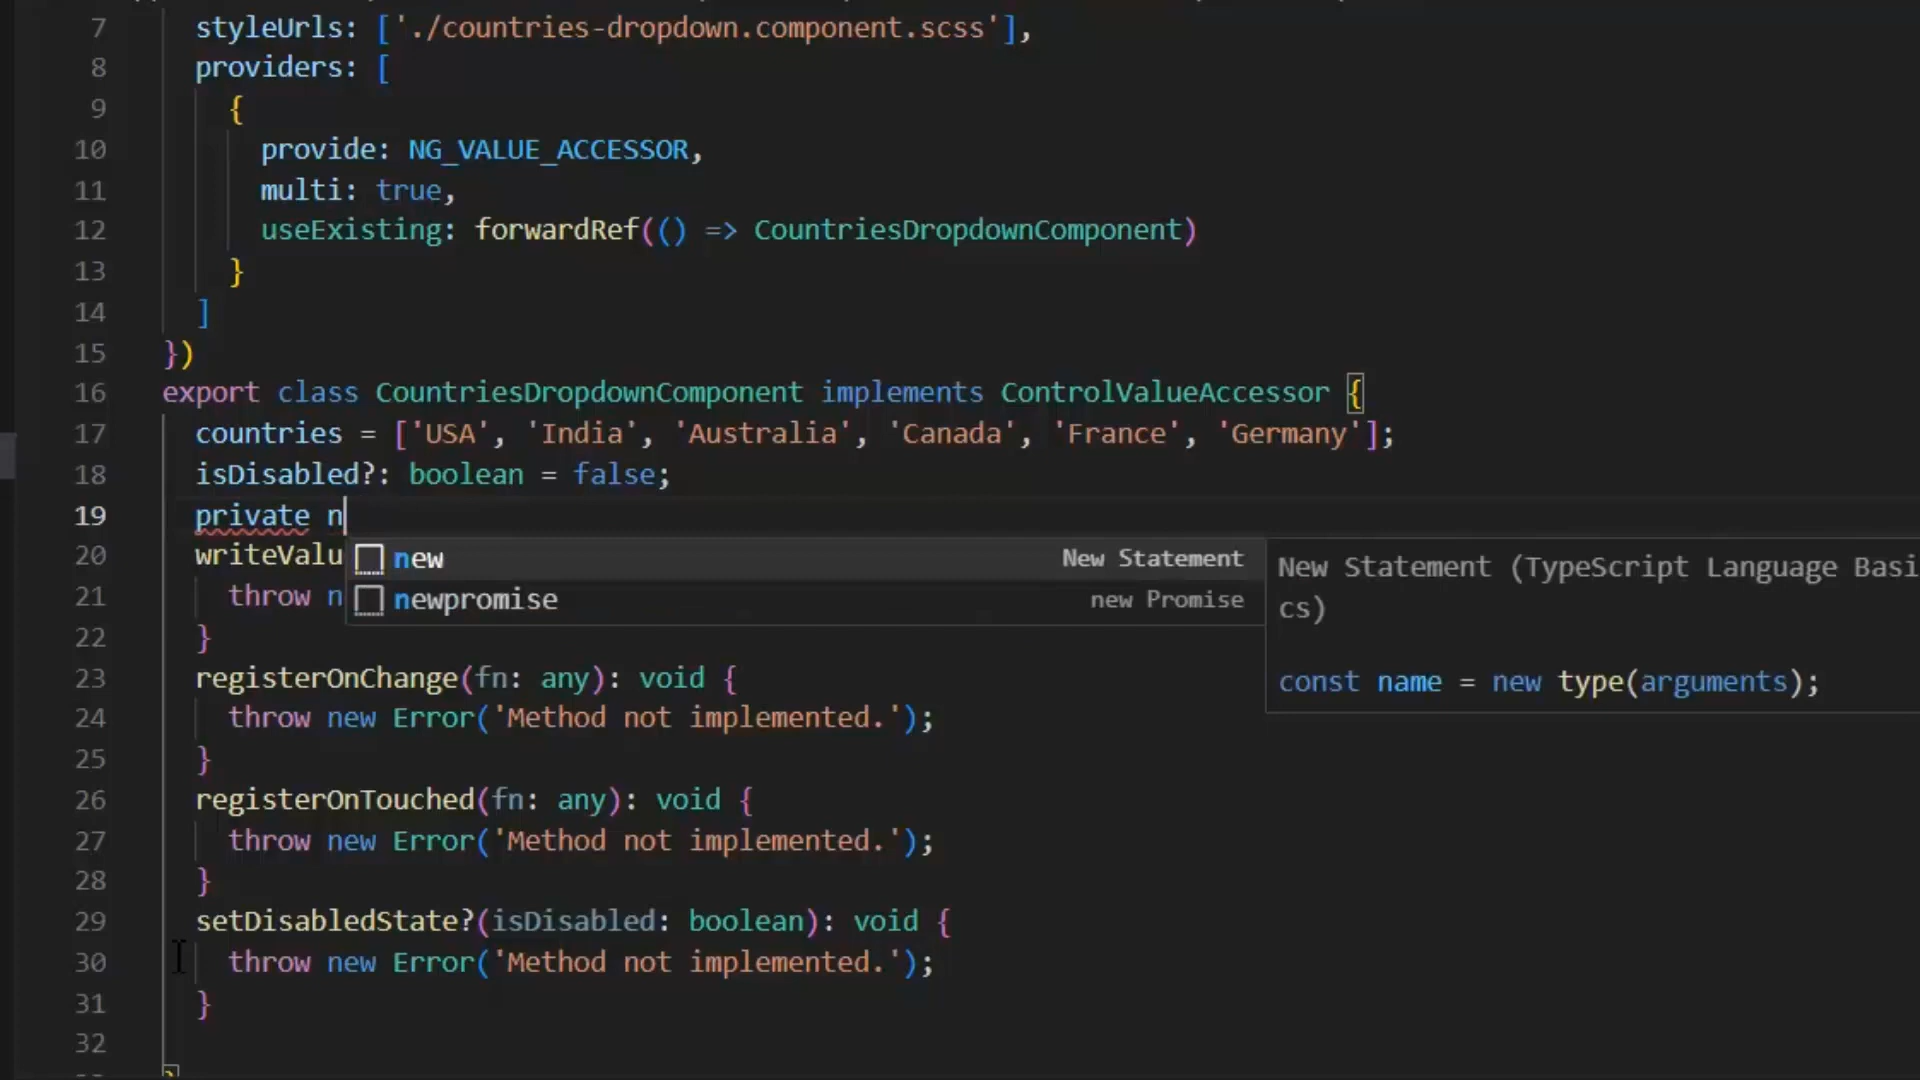 7 styleUrls: ['./countries-dropdown.component.scss'],
8 providers: [
9 {
10 provide: NG_VALUE_ACCESSOR,
11 multi: true,
12 useExisting: forwardRef(() => CountriesDropdownComponent)
13 }
14 ]
15 })
16 export class CountriesDropdownComponent implements ControlValueAccessor {
17 countries = ['USA', 'India', 'Australia', 'Canada', 'France', 'Germany'];
18 isDisabled?: boolean = false;
19 private n
20 writeValu
new New Statement
New Statement (TypeScript Language Basi
cs)
21 throw n
newpromise new Promise
22 }
const name = new type(arguments);
23 registerOnChange(fn: any): void {
24 throw new Error('Method not implemented.');
25 }
26 registerOnTouched(fn: any): void {
27 throw new Error('Method not implemented.');
28 }
29 setDisabledState?(isDisabled: boolean): void {
30 throw new Error('Method not implemented.');
31 }
32
}